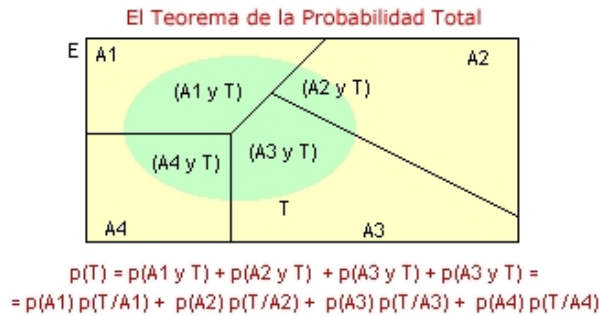 El Teorema de la Probabilidad Total
E
A1
A2
(A1 y T)
(A2 y T)
(A4 y T)
(A3 y T)
T
A4
A3
p(T) = p(A1 y T) + p(A2 y T) + p(A3 y T) + p(A3 y T) =
= p(A1) p(T/A1) + p(A2) p(T/A2) + p(A3) p(T/A3) + p(A4) p(T/A4)